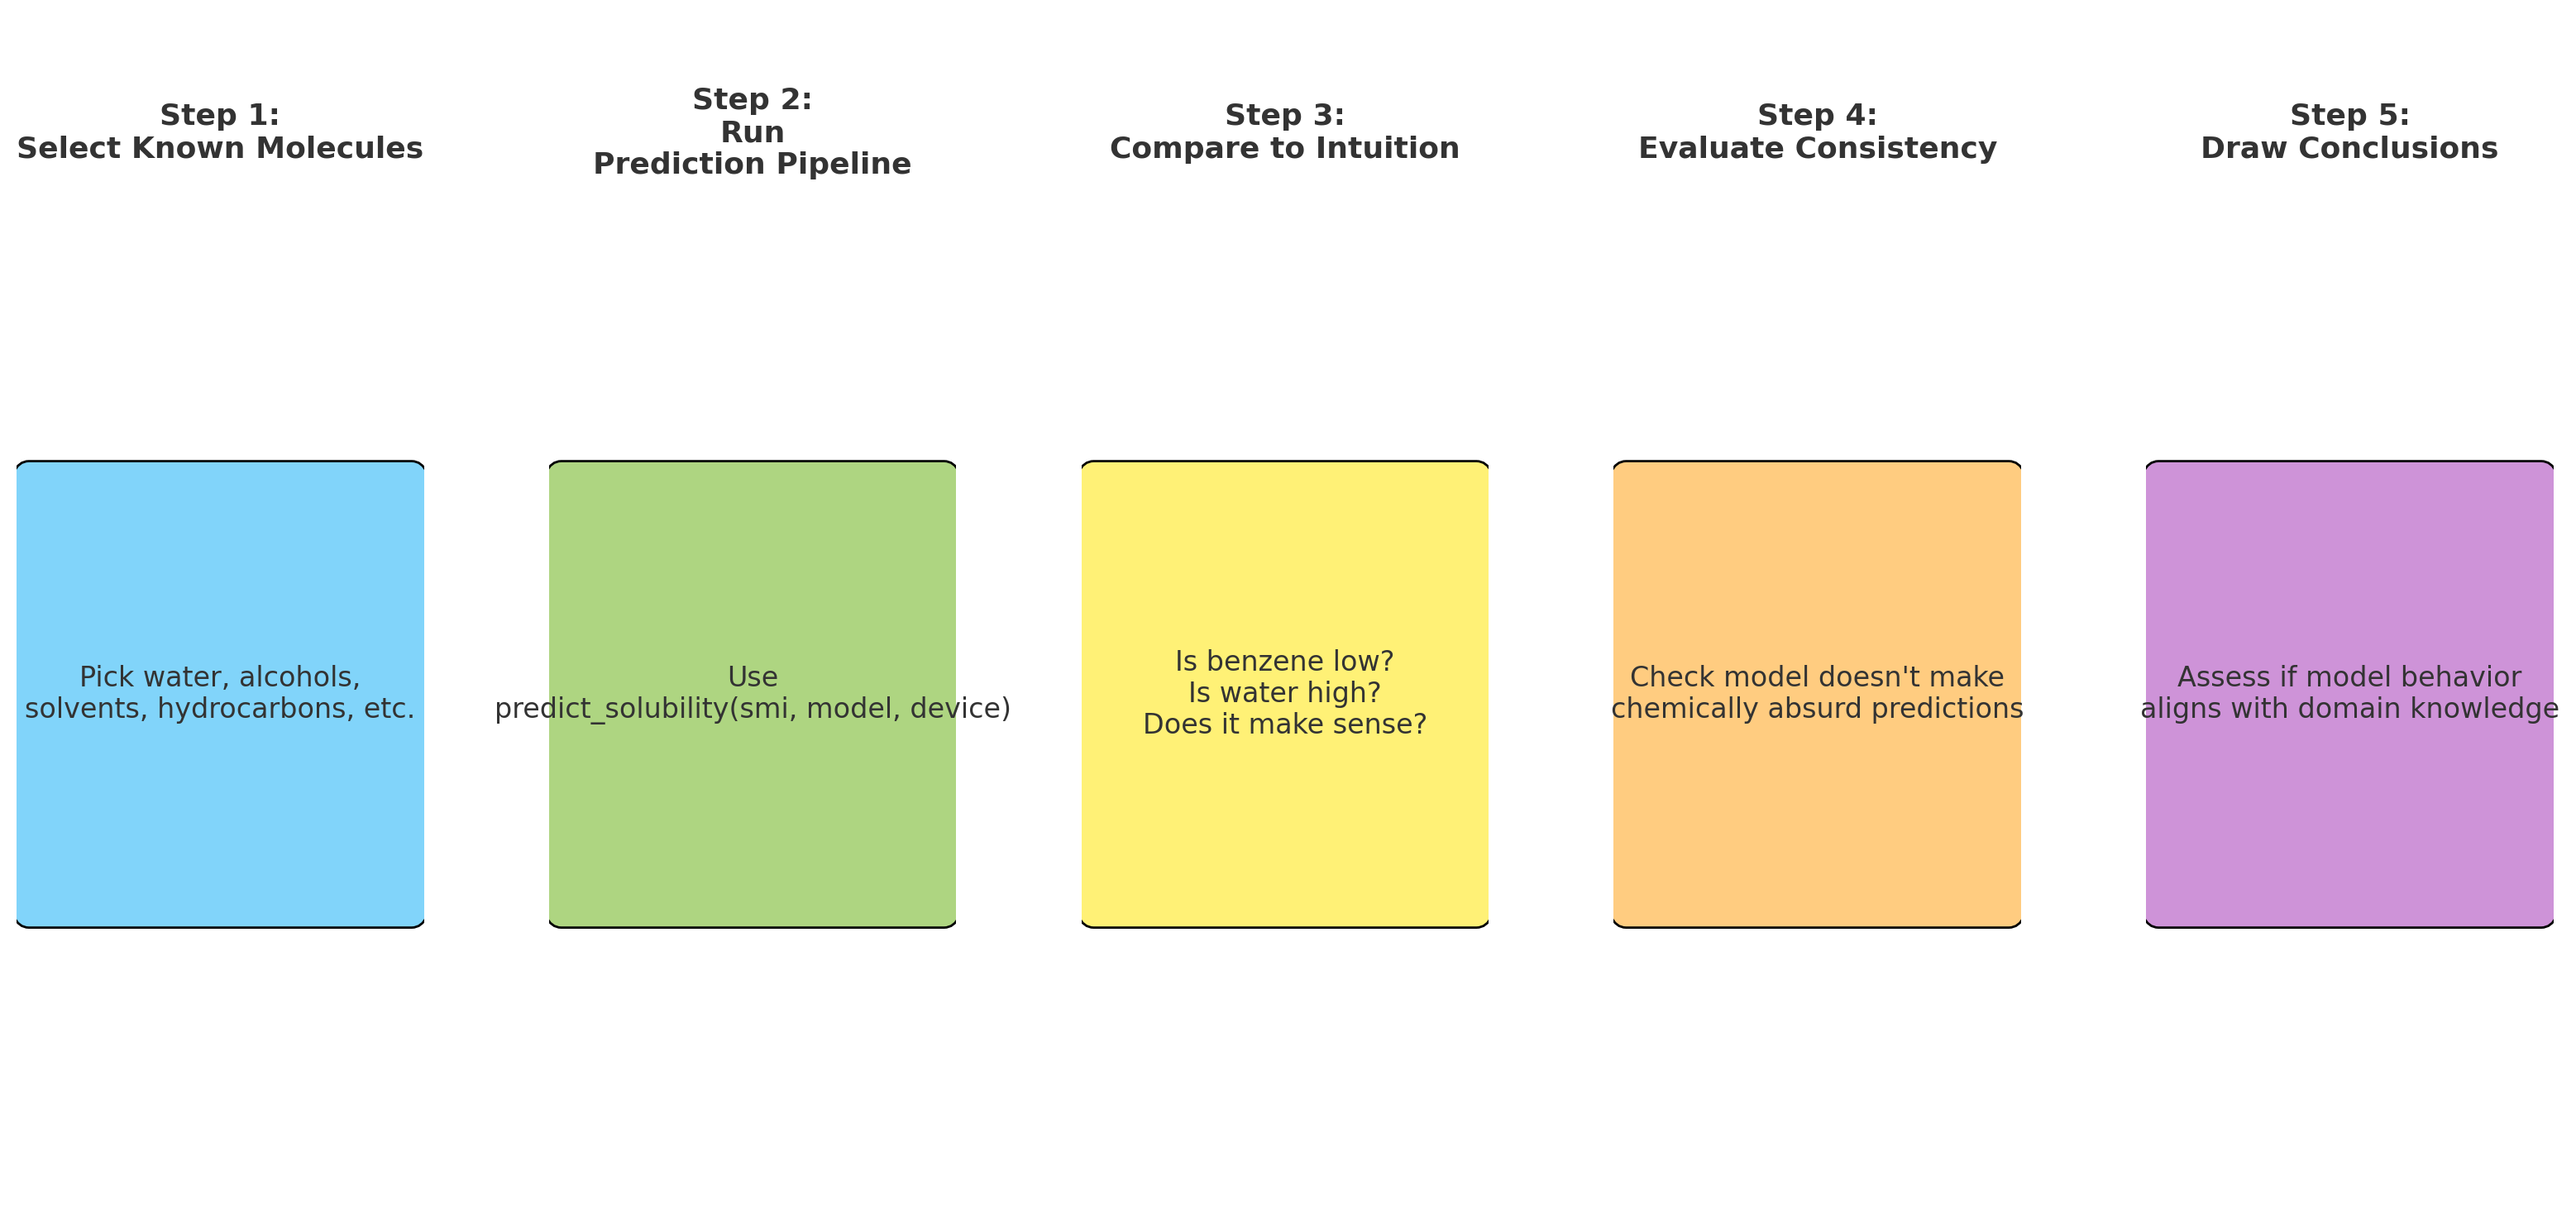 Step 1:
Select Known Molecules
Step 2:
Run
Prediction Pipeline
Step 3:
Compare to Intuition
Step 4:
Evaluate Consistency
Step 5:
Draw Conclusions
Pick water, alcohols,
solvents, hydrocarbons, etc.
Use
predict_solubility(smi, model, device)
Is benzene low?
Is water high?
Does it make sense?
Check model doesn't make
chemically absurd predictions
Assess if model behavior
aligns with domain knowledge